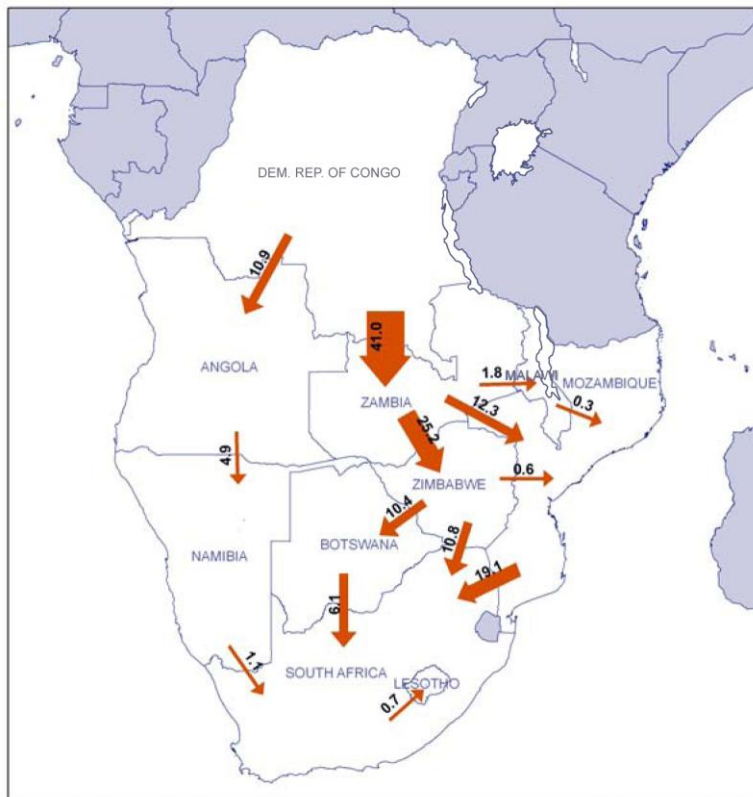 DEM. REP. OF CONGO
10.9
41.0
ANGOLA
1.8
MALAWI
MOZAMBIQUE
0.3
ZAMBIA
12.3
25.2
4.9
0.6
ZIMBABWE
10.4
10.8
BOTSWANA
NAMIBIA
19.1
6.1
1.1
SOUTH AFRICA
LESOTHO
0.7